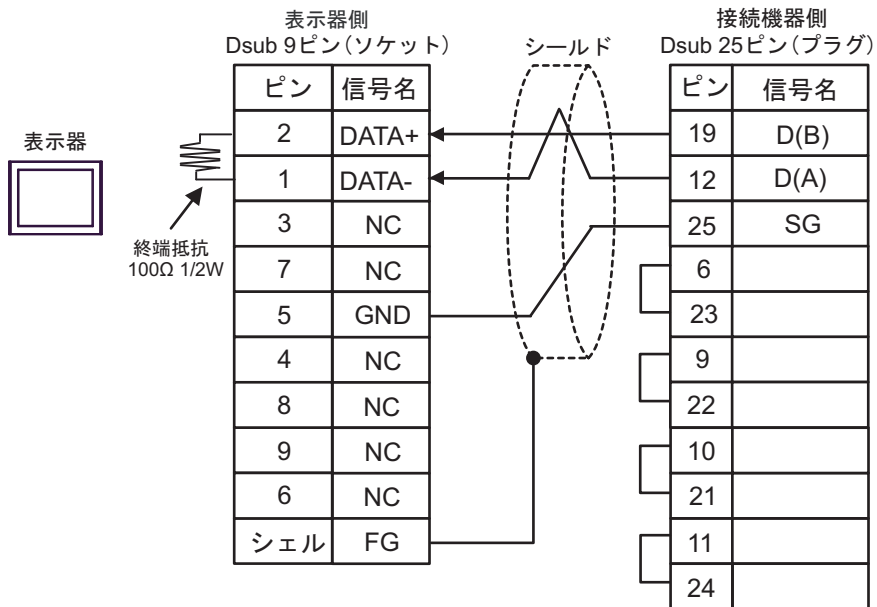 表示器側
Dsub 9ピン(ソケット)
シールド
接続機器側
Dsub 25ピン(プラグ)
表示器
終端抵抗
100Ω 1/2W
ピン 信号名
2 DATA+
1 DATA-
3 NC
7 NC
5 GND
4 NC
8 NC
9 NC
6 NC
シェル FG
ピン 信号名
19 D(B)
12 D(A)
25 SG
6
23
9
22
10
21
11
24